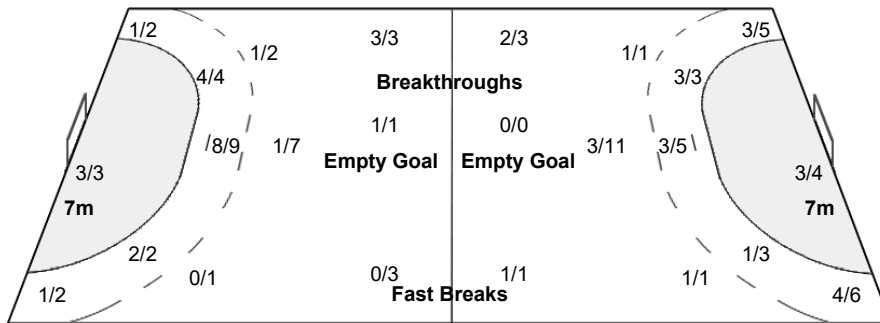 1/2 3/3 2/3 3/5
1/2 1/1
4/4 Breakthroughs 3/3
1/1 0/0
8/9 1/7 3/11 3/5
Empty Goal Empty Goal
3/3 3/4
7m 7m
2/2 1/3
0/1 0/3 1/1 1/1
1/2 Fast Breaks 4/6